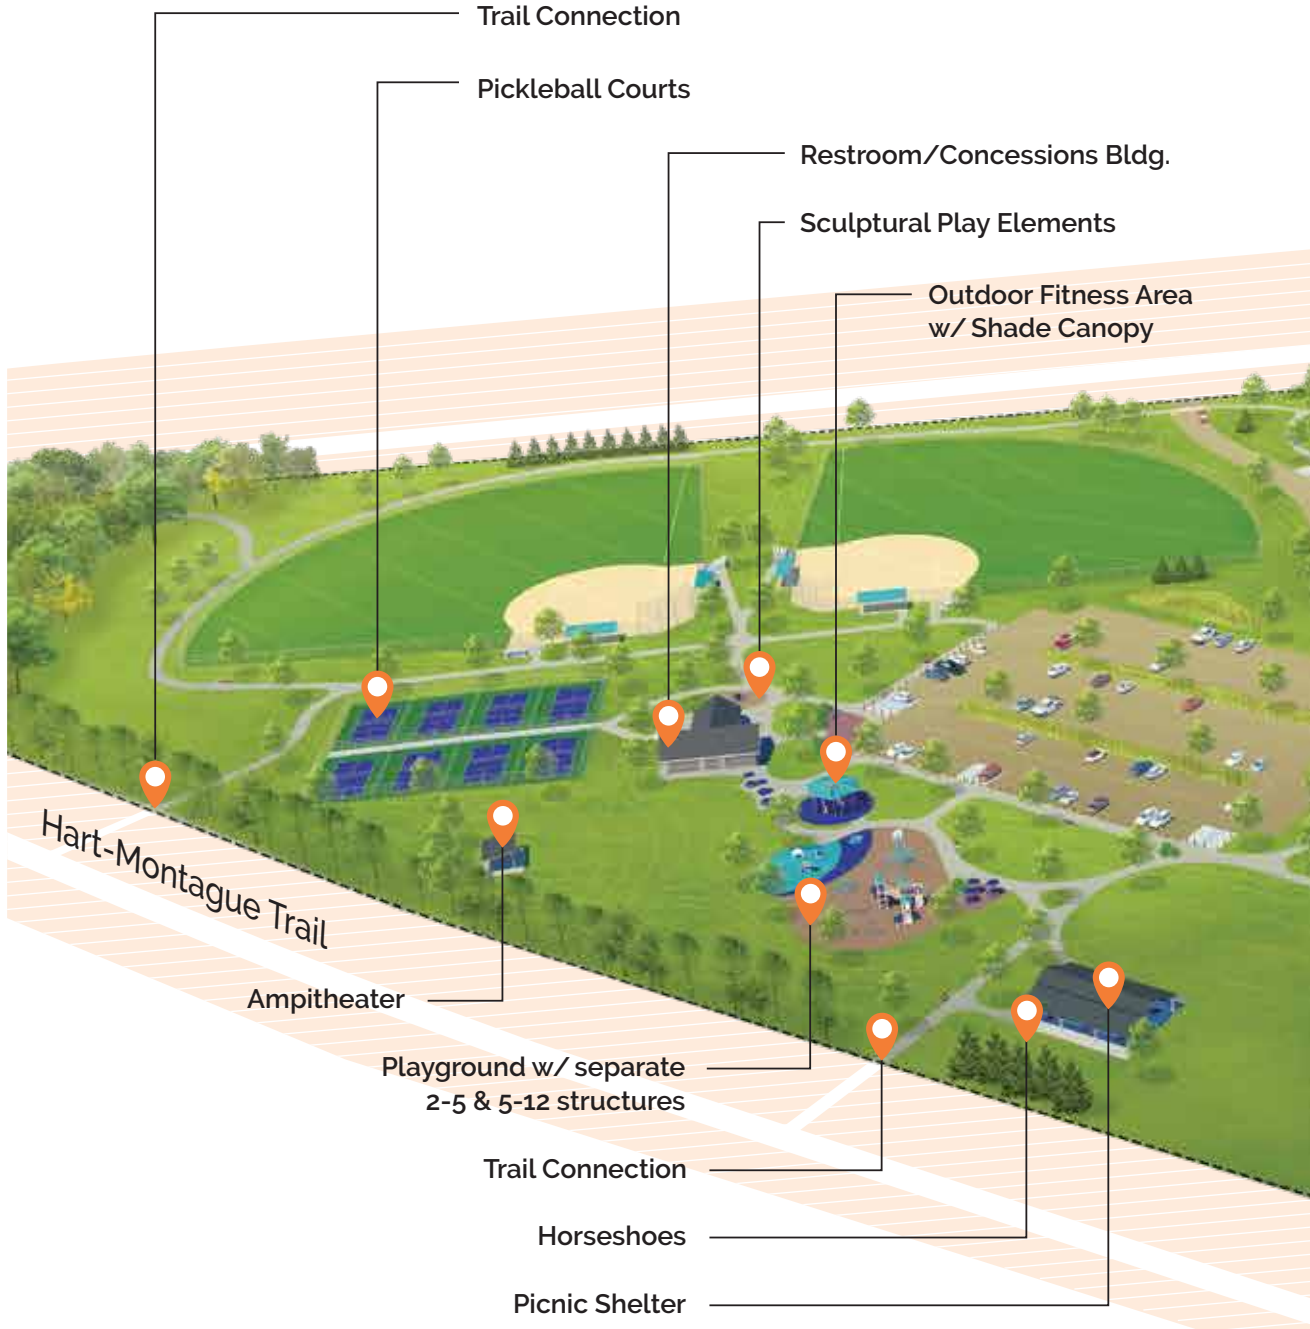 Trail Connection
Pickleball Courts
Restroom/Concessions Bldg.
Sculptural Play Elements
Outdoor Fitness Area
w/ Shade Canopy
Hart-Montague Trail
Ampitheater
Playground w/ separate
2-5 & 5-12 structures
Trail Connection
Horseshoes
Picnic Shelter